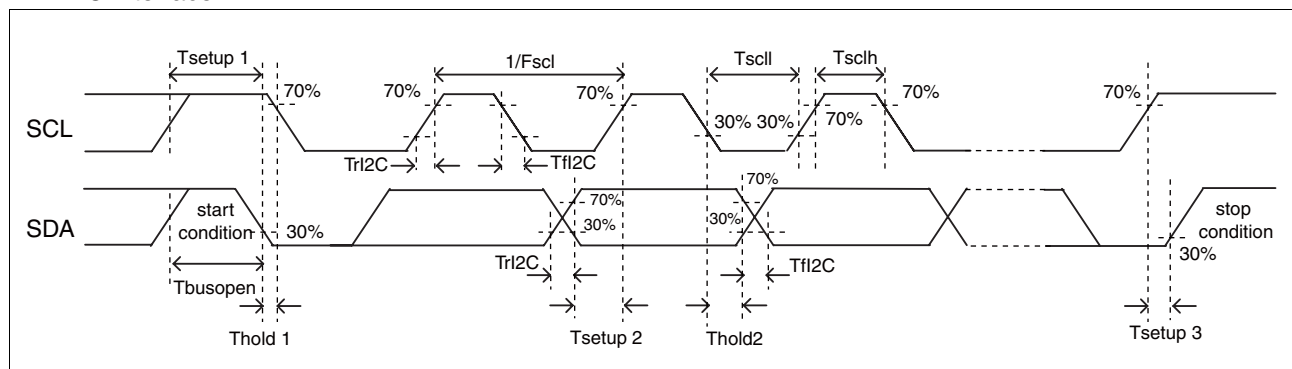 Tsetup 1
1/Fscl
Tscll
Tsclh
70%
70%
70%
70%
70%
30% 30%
SCL
TrI2C
TfI2C
70%
70%
start
condition
30%
30%
30%
30%
stop
condition
SDA
TrI2C
TfI2C
Tbusopen
Thold 1
Tsetup 2
Thold2
Tsetup 3